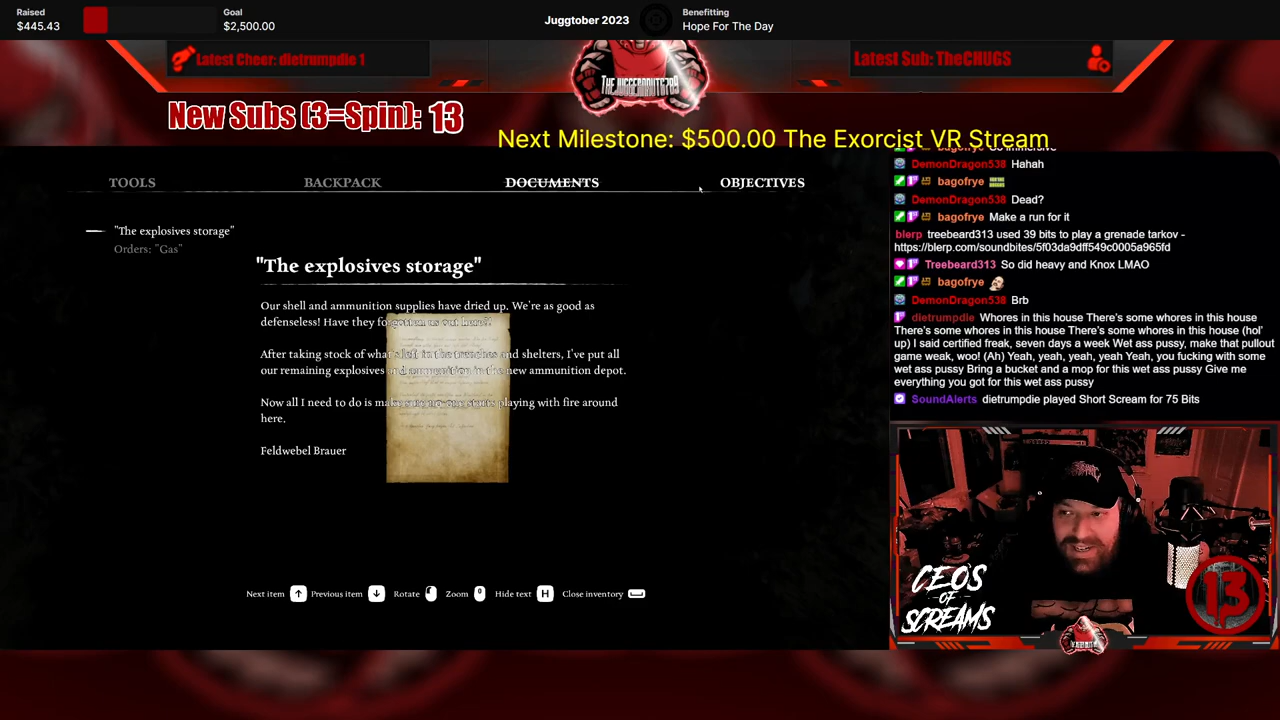 Raised
$445.43
Goal
$2,500.00
Juggtober 2023
Benefitting
Hope For The Day
Latest Cheer: dietrumpdie 1
THEJUGGERNAUT6789
Latest Sub: TheCHUGS
New Subs (3=Spin): 13
Next Milestone: $500.00 The Exorcist VR Stream
TOOLS
BACKPACK
DOCUMENTS
OBJECTIVES
"The explosives storage"
Orders: "Gas"
"The explosives storage"
Our shell and ammunition supplies have dried up. We're as good as
defenseless! Have they forgotten us out here?!
After taking stock of what's left in the trenches and shelters, I've put all
our remaining explosives and ammunition in the new ammunition depot.
Now all I need to do is make sure no-one starts playing with fire around
here.
Feldwebel Brauer
Next item
Previous item
Rotate
Zoom
Hide text
H
Close inventory
bagofrye So immersive
DemonDragon538 Hahah
bagofrye
DemonDragon538 Dead?
bagofrye Make a run for it
blerp treebeard313 used 39 bits to play a grenade tarkov -
https://blerp.com/soundbites/5f03da9dff549c0005a965fd
Treebeard313 So did heavy and Knox LMAO
bagofrye
DemonDragon538 Brb
dietrumpdie Whores in this house There's some whores in this house
There's some whores in this house There's some whores in this house (hol'
up) I said certified freak, seven days a week Wet ass pussy, make that pullout
game weak, woo! (Ah) Yeah, yeah, yeah, yeah Yeah, you fucking with some
wet ass pussy Bring a bucket and a mop for this wet ass pussy Give me
everything you got for this wet ass pussy
SoundAlerts dietrumpdie played Short Scream for 75 Bits
CEO'S
OF
SCREAMS
13